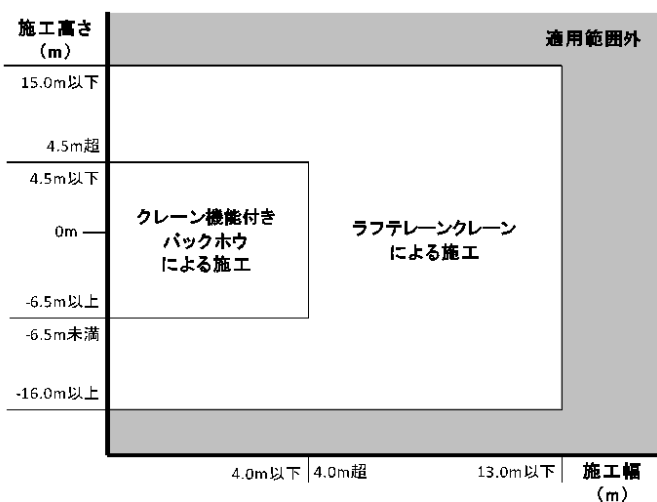 施工高さ
（m）
適用範囲外
15.0m以下
4.5m超
4.5m以下
0m
クレーン機能付き
バックホウ
による施工
ラフテレーンクレーン
による施工
-6.5m以上
-6.5m未満
-16.0m以上
4.0m以下
4.0m超
13.0m以下
施工幅
（m）